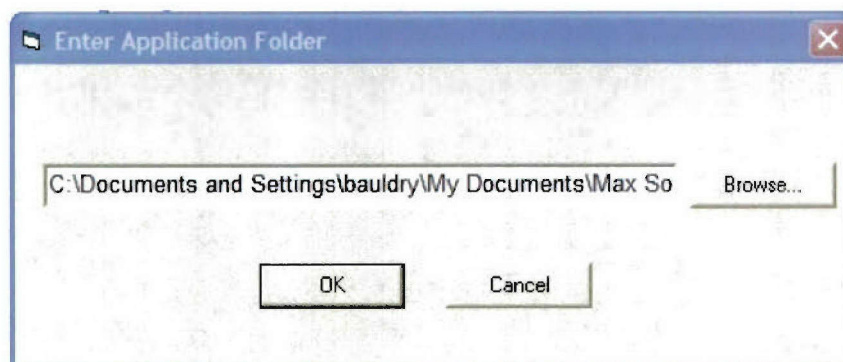 Enter Application Folder
C:\Documents and Settings\bauldry\My Documents\Max So
Browse...
OK
Cancel